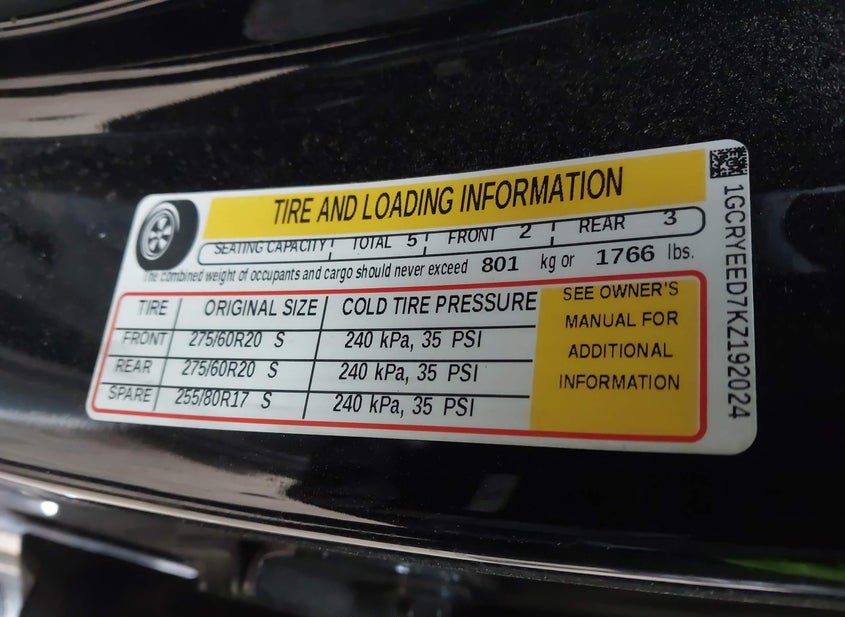 TIRE AND LOADING INFORMATION
SEATING CAPACITY TOTAL 5 FRONT 2 REAR 3
The combined weight of occupants and cargo should never exceed 801 kg or 1766 lbs.
TIRE ORIGINAL SIZE COLD TIRE PRESSURE
FRONT 275/60R20 S 240 kPa, 35 PSI
REAR 275/60R20 S 240 kPa, 35 PSI
SPARE 255/80R17 S 240 kPa, 35 PSI
SEE OWNER'S
MANUAL FOR
ADDITIONAL
INFORMATION
1GCRYEED7KZ192024